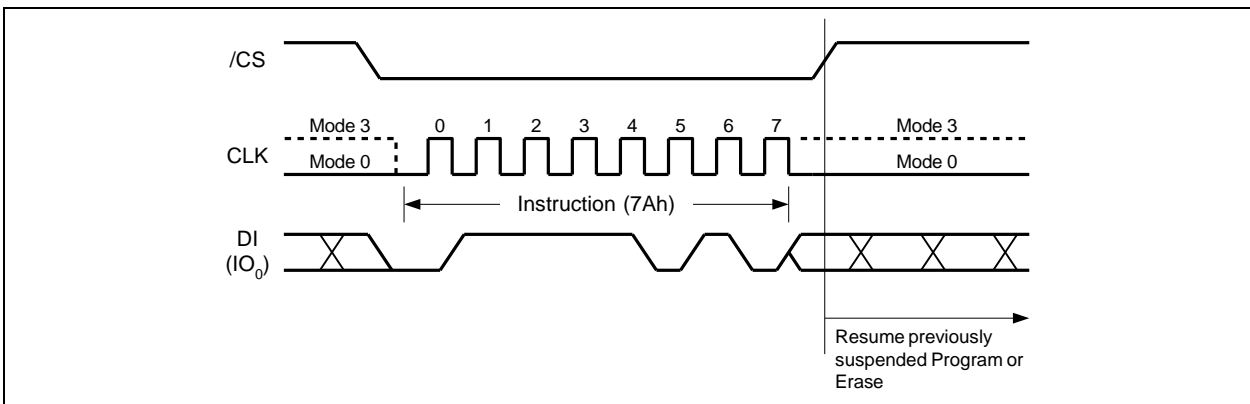 /CS
Mode 3
0 1 2 3 4 5 6 7
Mode 3
CLK
Mode 0
Mode 0
Instruction (7Ah)
DI
(IO0)
Resume previously
suspended Program or
Erase